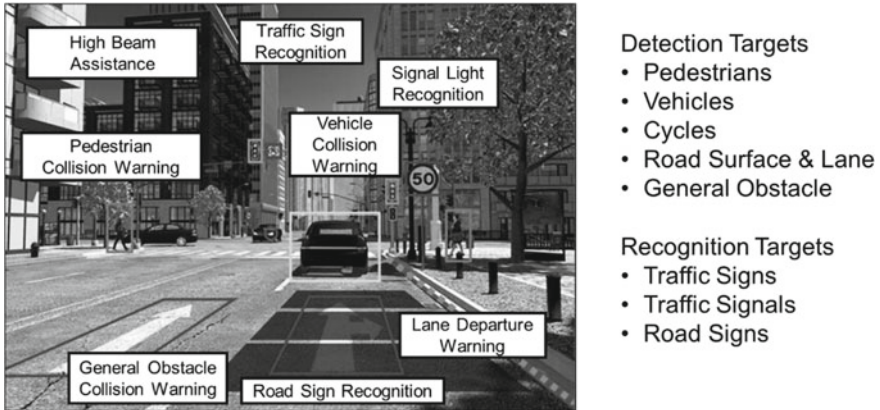 High Beam
Assistance
Traffic Sign
Recognition
Signal Light
Recognition
Pedestrian
Collision Warning
Vehicle
Collision
Warning
50
Lane Departure
Warning
General Obstacle
Collision Warning
Road Sign Recognition
Detection Targets
• Pedestrians
• Vehicles
• Cycles
• Road Surface & Lane
• General Obstacle
Recognition Targets
• Traffic Signs
• Traffic Signals
• Road Signs